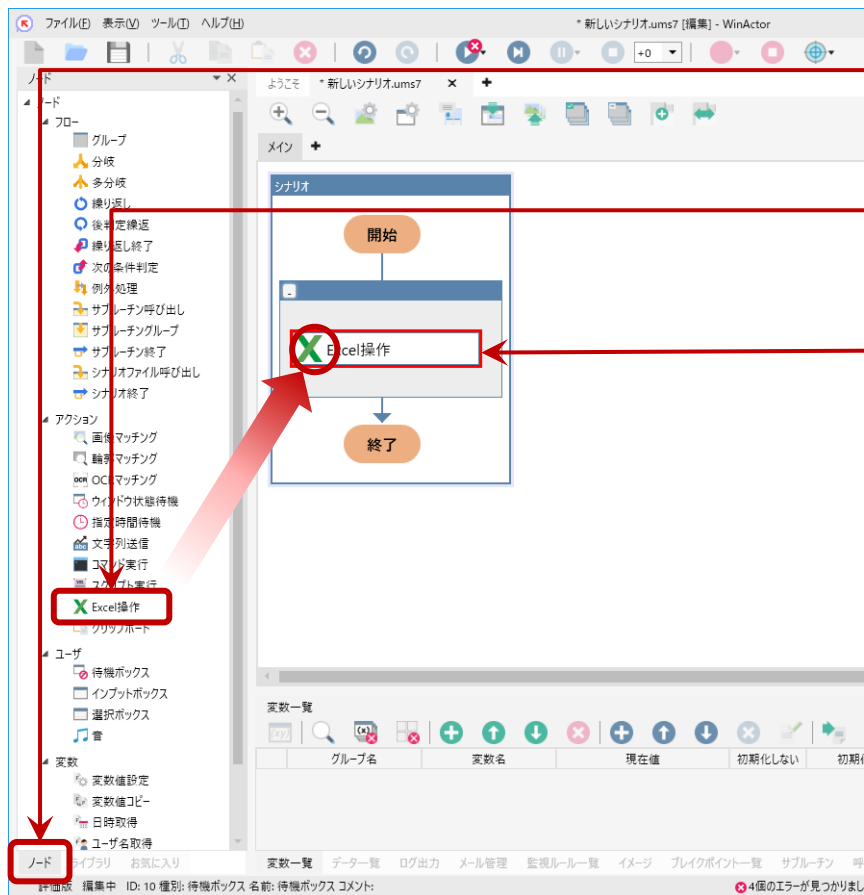 ファイル(F) 表示(V) ツール(T) ヘルプ(H)
* 新しいシナリオ.ums7 [編集] - WinActor
+0
ノード
ようこそ * 新しいシナリオ.ums7
メイン
ノード
フロー
グループ
分岐
多分岐
繰り返し
後判定繰返
繰り返し終了
次の条件判定
例外処理
サブルーチン呼び出し
サブルーチングループ
サブルーチン終了
シナリオファイル呼び出し
シナリオ終了
アクション
画像マッチング
輪郭マッチング
OCRマッチング
ウィンドウ状態待機
指定時間待機
文字列送信
コマンド実行
スクリプト実行
Excel操作
クリップボード
ユーザ
待機ボックス
インプットボックス
選択ボックス
音
変数
変数値設定
変数値コピー
日時取得
ユーザ名取得
ノード ライブラリ お気に入り
シナリオ
開始
Excel操作
終了
変数一覧
グループ名 変数名 現在値 初期化しない
変数一覧 データ一覧 ログ出力 メール管理 監視ルール一覧 イメージ ブレイクポイント一覧 サブルーチン
評価版 編集中 ID: 10 種別: 待機ボックス 名前: 待機ボックス コメント:
4個のエラーが見つかりまし